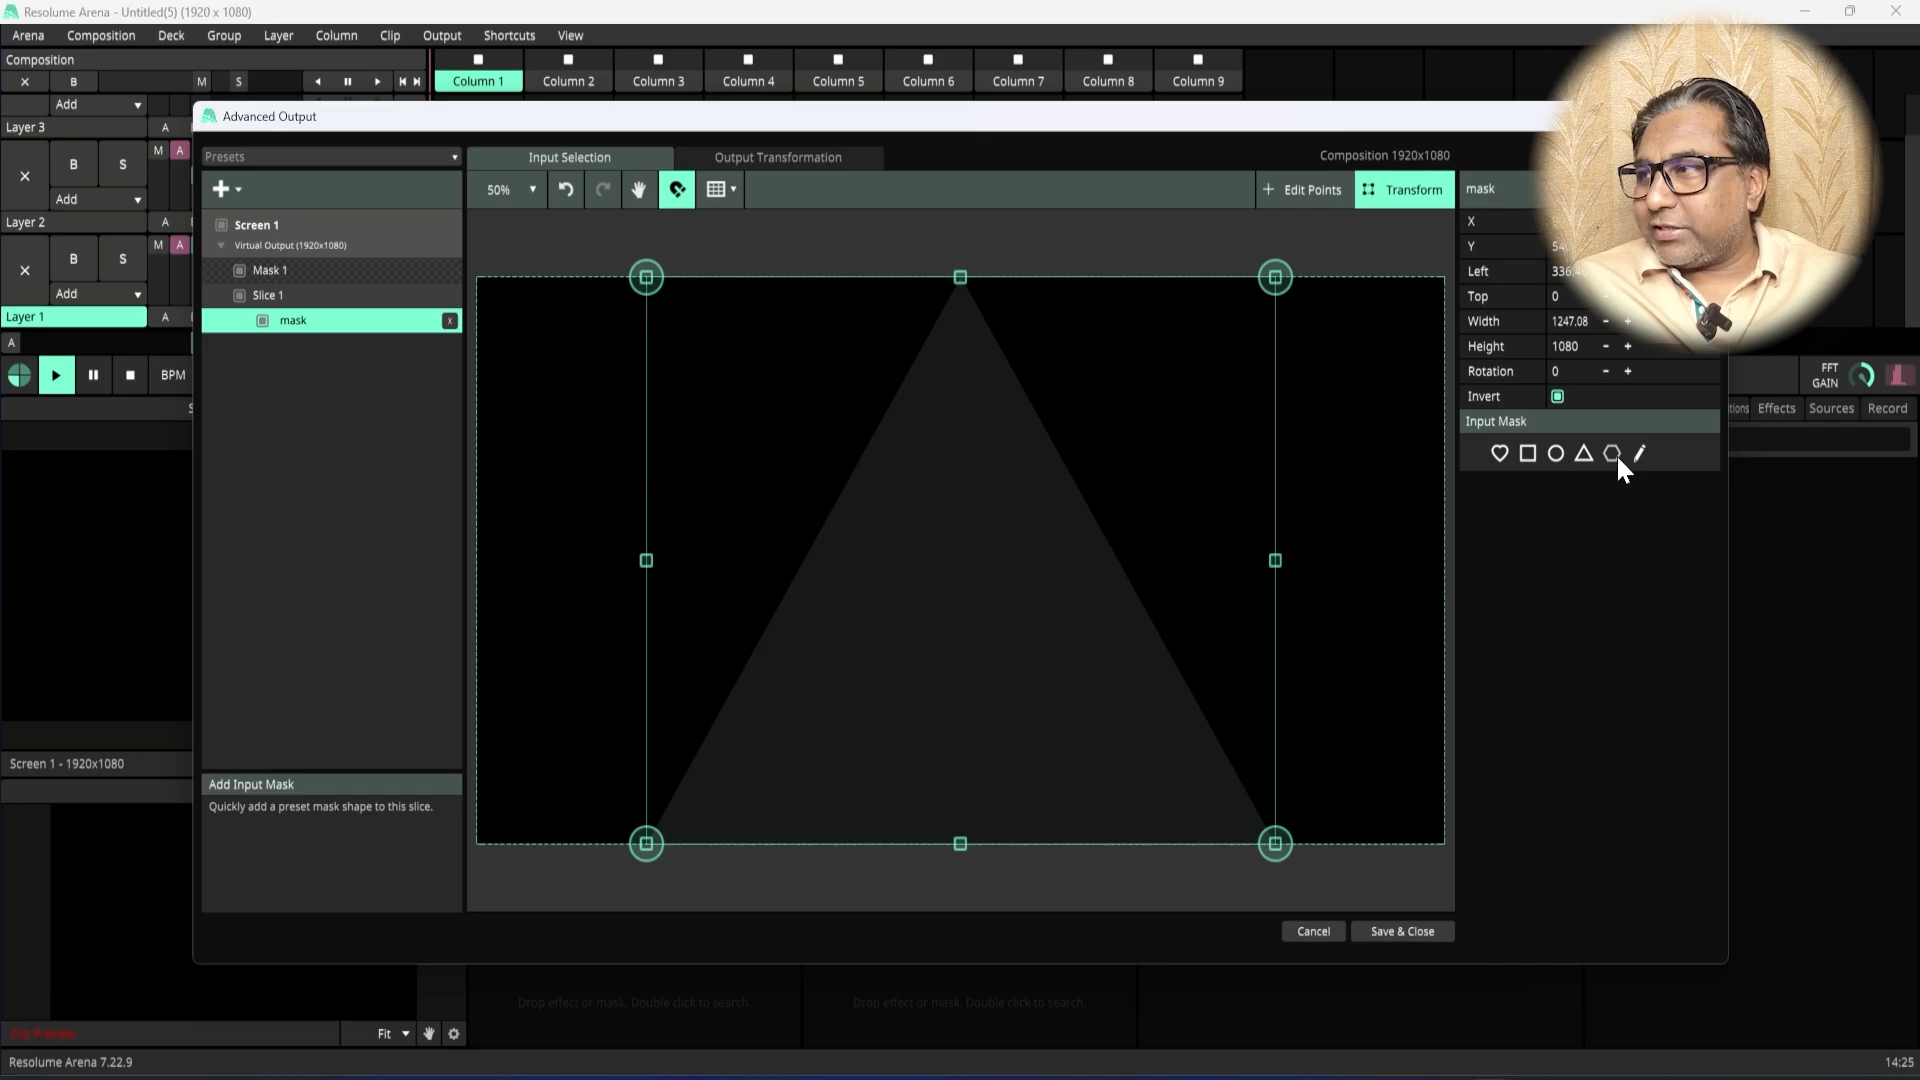 Resolume Arena - Untitled(5) (1920 x 1080)
Arena Composition Deck Group Layer Column Clip Output Shortcuts View
Composition
X B M S
Column 1 Column 2 Column 3 Column 4 Column 5 Column 6 Column 7 Column 8 Column 9
Add
Layer 3 A
Advanced Output
M A
B S
Add
Layer 2 A
M A
B S
Add
Layer 1 A
A
BPM
FFT
GAIN
Effects Sources Record
Presets
Input Selection Output Transformation Composition 1920x1080
50% Edit Points Transform
Screen 1
Virtual Output (1920x1080)
Mask 1
Slice 1
mask X
mask
X
Y
Left
Top 0
Width 1247.08 - +
Height 1080 - +
Rotation 0 - +
Invert
Input Mask
Add Input Mask
Quickly add a preset mask shape to this slice.
Cancel Save & Close
Screen 1 - 1920x1080
Drop effect or mask. Double click to search. Drop effect or mask. Double click to search.
Clip Preview
Fit
Resolume Arena 7.22.9
14:25